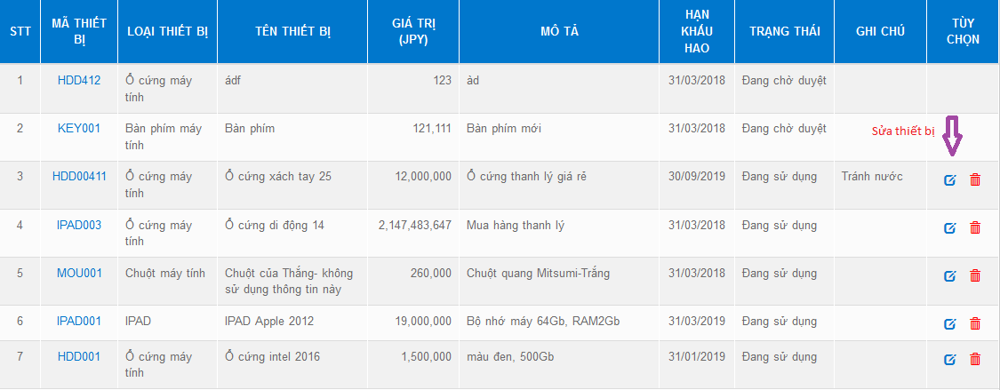 STT MÃ THIẾT BỊ LOẠI THIẾT BỊ TÊN THIẾT BỊ GIÁ TRỊ (JPY) MÔ TẢ HẠN KHẤU HAO TRẠNG THÁI GHI CHÚ TÙY CHỌN
1 HDD412 Ổ cứng máy tính ádf 123 àd 31/03/2018 Đang chờ duyệt
2 KEY001 Bàn phím máy tính Bàn phím 121,111 Bàn phím mới 31/03/2018 Đang chờ duyệt
Sửa thiết bị
3 HDD00411 Ổ cứng máy tính Ổ cứng xách tay 25 12,000,000 Ổ cứng thanh lý giá rẻ 30/09/2019 Đang sử dụng Tránh nước
4 IPAD003 Ổ cứng máy tính Ổ cứng di động 14 2,147,483,647 Mua hàng thanh lý 31/03/2018 Đang sử dụng
5 MOU001 Chuột máy tính Chuột của Thắng- không sử dụng thông tin này 260,000 Chuột quang Mitsumi-Trắng 31/03/2018 Đang sử dụng
6 IPAD001 IPAD IPAD Apple 2012 19,000,000 Bộ nhớ máy 64Gb, RAM2Gb 31/03/2019 Đang sử dụng
7 HDD001 Ổ cứng máy tính Ổ cứng intel 2016 1,500,000 màu đen, 500Gb 31/01/2019 Đang sử dụng